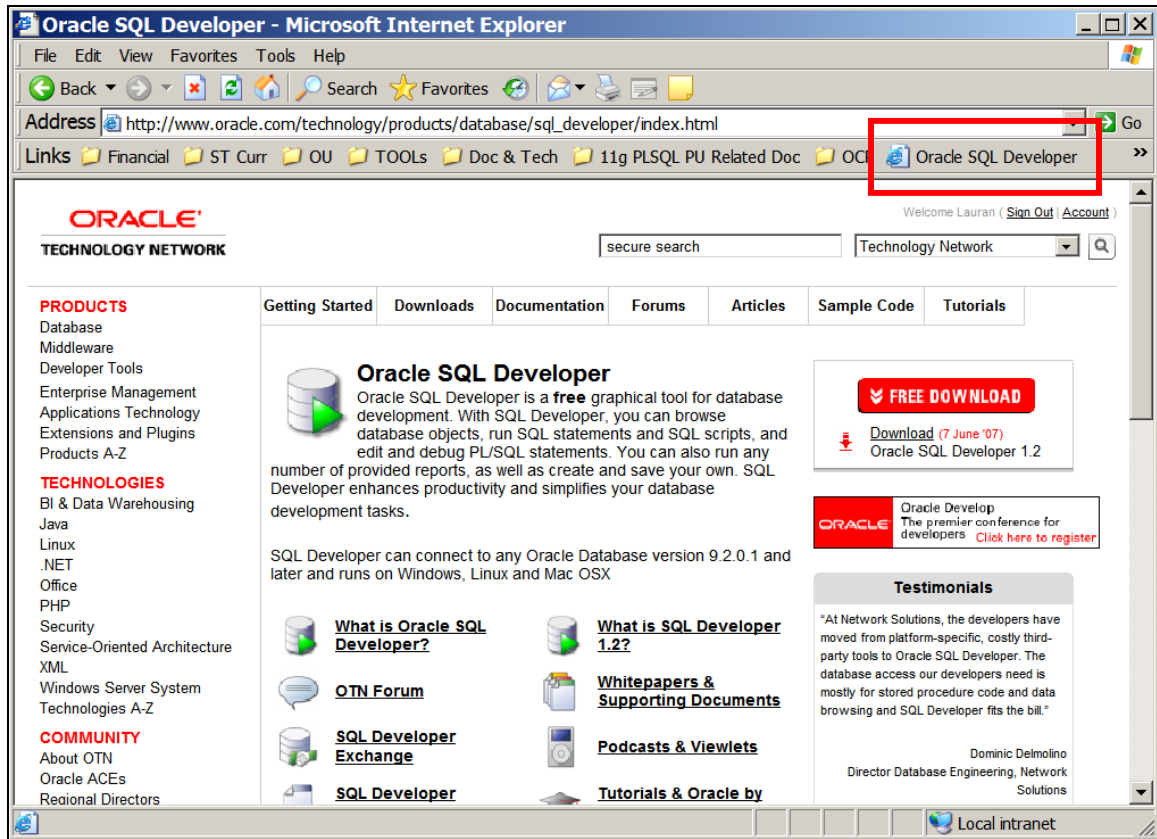 Oracle SQL Developer - Microsoft Internet Explorer
File Edit View Favorites Tools Help
Back Search Favorites
Address http://www.oracle.com/technology/products/database/sql_developer/index.html Go
Links Financial ST Curr OU TOOLs Doc & Tech 11g PLSQL PU Related Doc Oracle SQL Developer »
ORACLE'
TECHNOLOGY NETWORK
Welcome Lauran ( Sign Out | Account )
secure search Technology Network
PRODUCTS
Database
Middleware
Developer Tools
Enterprise Management
Applications Technology
Extensions and Plugins
Products A-Z
TECHNOLOGIES
BI & Data Warehousing
Java
Linux
.NET
Office
PHP
Security
Service-Oriented Architecture
XML
Windows Server System
Technologies A-Z
COMMUNITY
About OTN
Oracle ACEs
Regional Directors
Getting Started Downloads Documentation Forums Articles Sample Code Tutorials
Oracle SQL Developer
Oracle SQL Developer is a free graphical tool for database
development. With SQL Developer, you can browse
database objects, run SQL statements and SQL scripts, and
edit and debug PL/SQL statements. You can also run any
number of provided reports, as well as create and save your own. SQL
Developer enhances productivity and simplifies your database
development tasks.
SQL Developer can connect to any Oracle Database version 9.2.0.1 and
later and runs on Windows, Linux and Mac OSX
What is Oracle SQL
Developer?
What is SQL Developer
1.2?
OTN Forum
Whitepapers &
Supporting Documents
SQL Developer
Exchange
Podcasts & Viewlets
SQL Developer
Tutorials & Oracle by
FREE DOWNLOAD
Download (7 June '07)
Oracle SQL Developer 1.2
ORACLE
Oracle Develop
The premier conference for
developers Click here to register
Testimonials
"At Network Solutions, the developers have
moved from platform-specific, costly third-
party tools to Oracle SQL Developer. The
database access our developers need is
mostly for stored procedure code and data
browsing and SQL Developer fits the bill."
Dominic Delmolino
Director Database Engineering, Network
Solutions
Local intranet